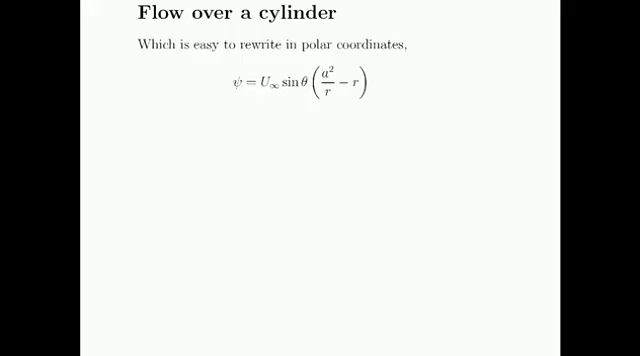 Flow over a cylinder
Which is easy to rewrite in polar coordinates,
ψ = U∞ sin θ (a²/r − r)